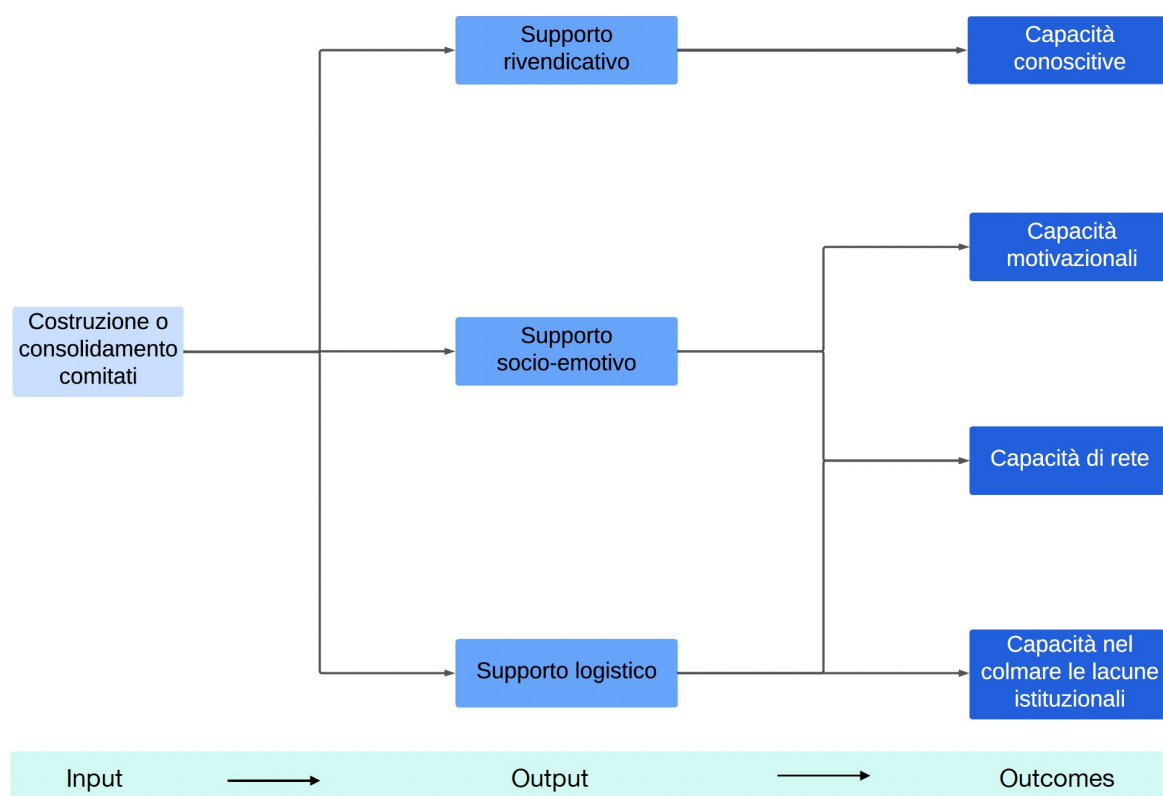 Supporto
rivendicativo
Capacità
conoscitive
Capacità
motivazionali
Costruzione o
consolidamento
comitati
Supporto
socio-emotivo
Capacità di rete
Supporto logistico
Capacità nel
colmare le lacune
istituzionali
Input
Output
Outcomes